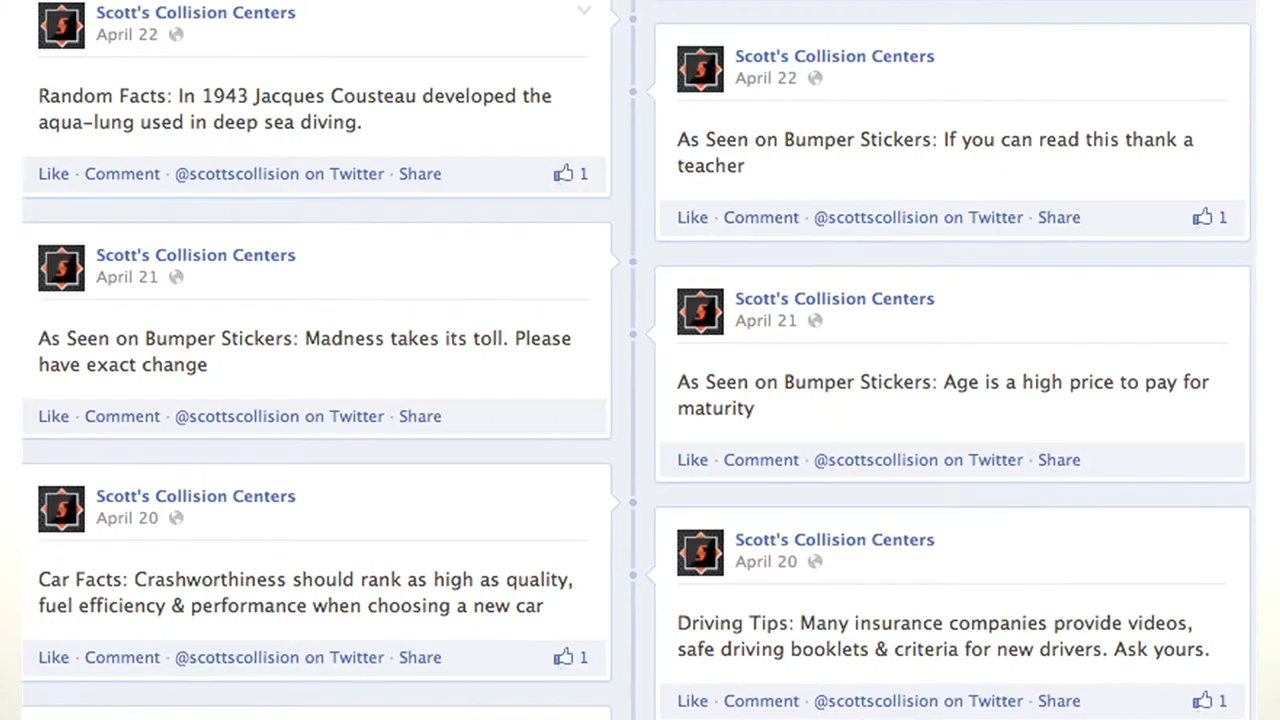 Scott's Collision Centers
April 22
Random Facts: In 1943 Jacques Cousteau developed the
aqua-lung used in deep sea diving.
Like · Comment · @scottscollision on Twitter · Share 1
Scott's Collision Centers
April 21
As Seen on Bumper Stickers: Madness takes its toll. Please
have exact change
Like · Comment · @scottscollision on Twitter · Share
Scott's Collision Centers
April 20
Car Facts: Crashworthiness should rank as high as quality,
fuel efficiency & performance when choosing a new car
Like · Comment · @scottscollision on Twitter · Share 1
Scott's Collision Centers
April 22
As Seen on Bumper Stickers: If you can read this thank a
teacher
Like · Comment · @scottscollision on Twitter · Share 1
Scott's Collision Centers
April 21
As Seen on Bumper Stickers: Age is a high price to pay for
maturity
Like · Comment · @scottscollision on Twitter · Share
Scott's Collision Centers
April 20
Driving Tips: Many insurance companies provide videos,
safe driving booklets & criteria for new drivers. Ask yours.
Like · Comment · @scottscollision on Twitter · Share 1